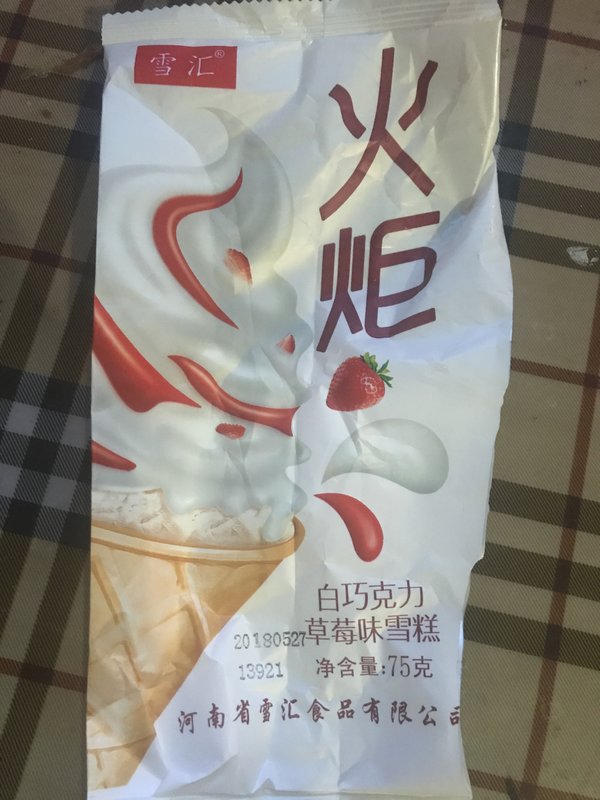 雪汇®
火炬
白巧克力
草莓味雪糕
20180527
13921
净含量:75克
河南省雪汇食品有限公司